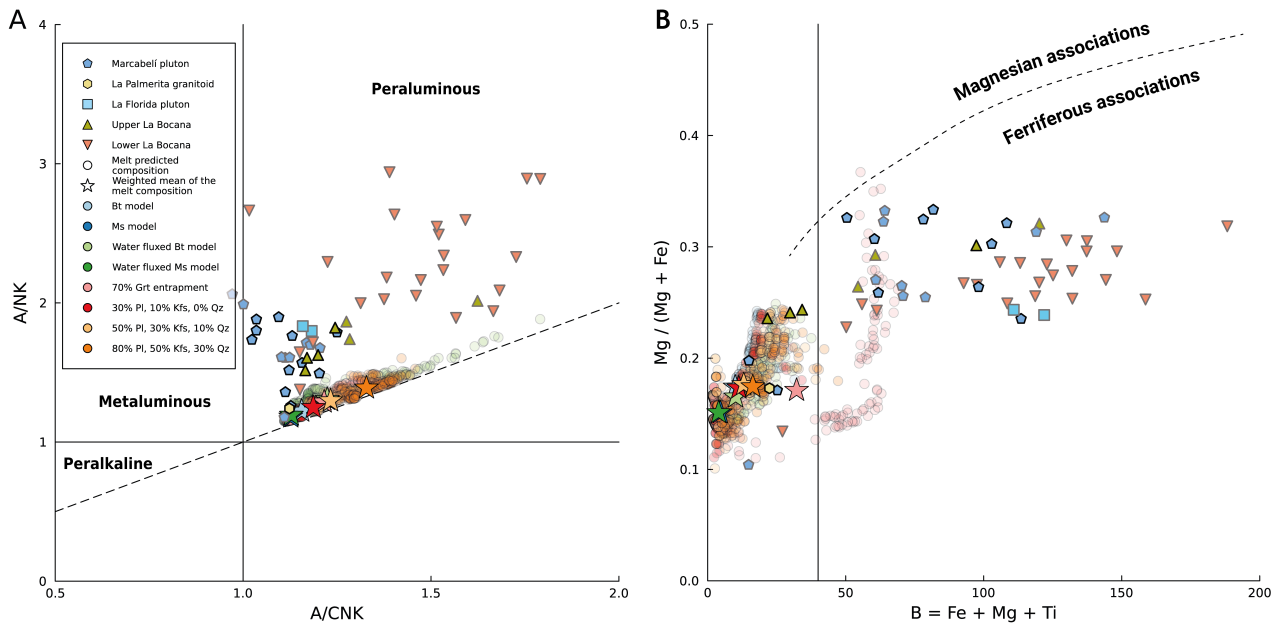 A
4
3
2
1
0
A/NK
Marcabelí pluton
La Palmerita granitoid
La Florida pluton
Upper La Bocana
Lower La Bocana
Melt predicted
composition
Weighted mean of the
melt composition
Bt model
Ms model
Water fluxed Bt model
Water fluxed Ms model
70% Grt entrapment
30% Pl, 10% Kfs, 0% Qz
50% Pl, 30% Kfs, 10% Qz
80% Pl, 50% Kfs, 30% Qz
Peraluminous
Metaluminous
Peralkaline
0.5
1.0
1.5
2.0
A/CNK
B
0.5
0.4
0.3
0.2
0.1
0.0
Mg / (Mg + Fe)
Magnesian associations
Ferriferous associations
0
50
100
150
200
B = Fe + Mg + Ti